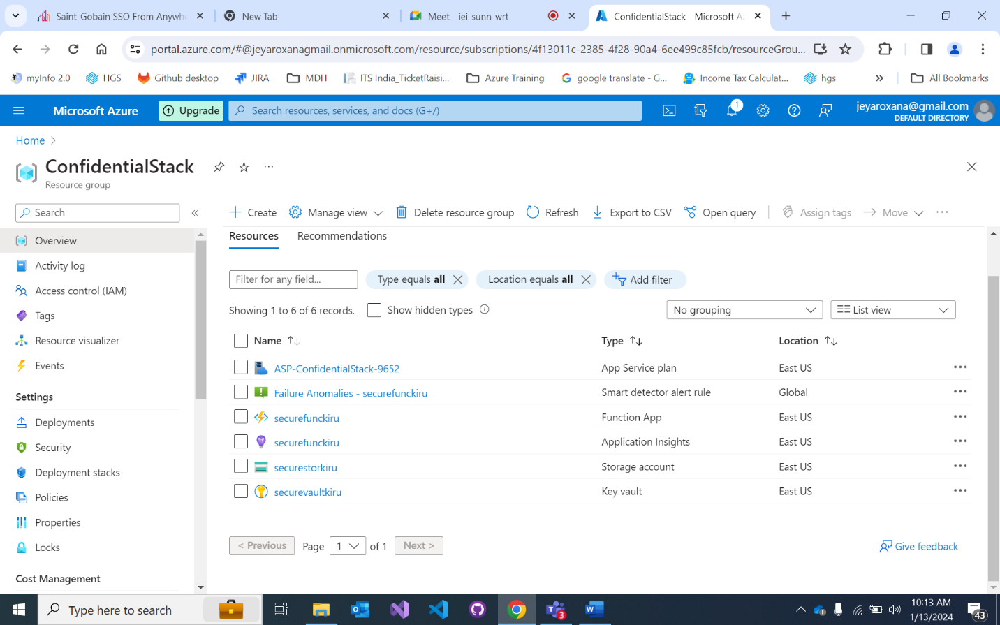 Saint-Gobain SSO From Anywhe
New Tab
Meet - iei-sunn-wrt
ConfidentialStack - Microsoft Az
portal.azure.com/#@jeyaroxanagmail.onmicrosoft.com/resource/subscriptions/4f13011c-2385-4f28-90a4-6ee499c85fcb/resourceGrou...
myInfo 2.0
HGS
Github desktop
JIRA
MDH
ITS India_TicketRaisi...
Azure Training
google translate - G...
Income Tax Calculat...
hgs
»
All Bookmarks
Microsoft Azure
Upgrade
Search resources, services, and docs (G+/)
1
jeyaroxana@gmail.com
DEFAULT DIRECTORY
Home >
ConfidentialStack
...
Resource group
Search
«
Create
Manage view
Delete resource group
Refresh
Export to CSV
Open query
Assign tags
Move
...
Overview
Activity log
Access control (IAM)
Tags
Resource visualizer
Events
Settings
Deployments
Security
Deployment stacks
Policies
Properties
Locks
Cost Management
Resources
Recommendations
Filter for any field...
Type equals all
Location equals all
Add filter
Showing 1 to 6 of 6 records.
Show hidden types
No grouping
List view
Name ↑↓
Type ↑↓
Location ↑↓
ASP-ConfidentialStack-9652 App Service plan East US ...
Failure Anomalies - securefunckiru Smart detector alert rule Global ...
securefunckiru Function App East US ...
securefunckiru Application Insights East US ...
securestorkiru Storage account East US ...
securevaultkiru Key vault East US ...
< Previous
Page 1 of 1
Next >
Give feedback
Type here to search
3
10:13 AM
1/13/2024
43